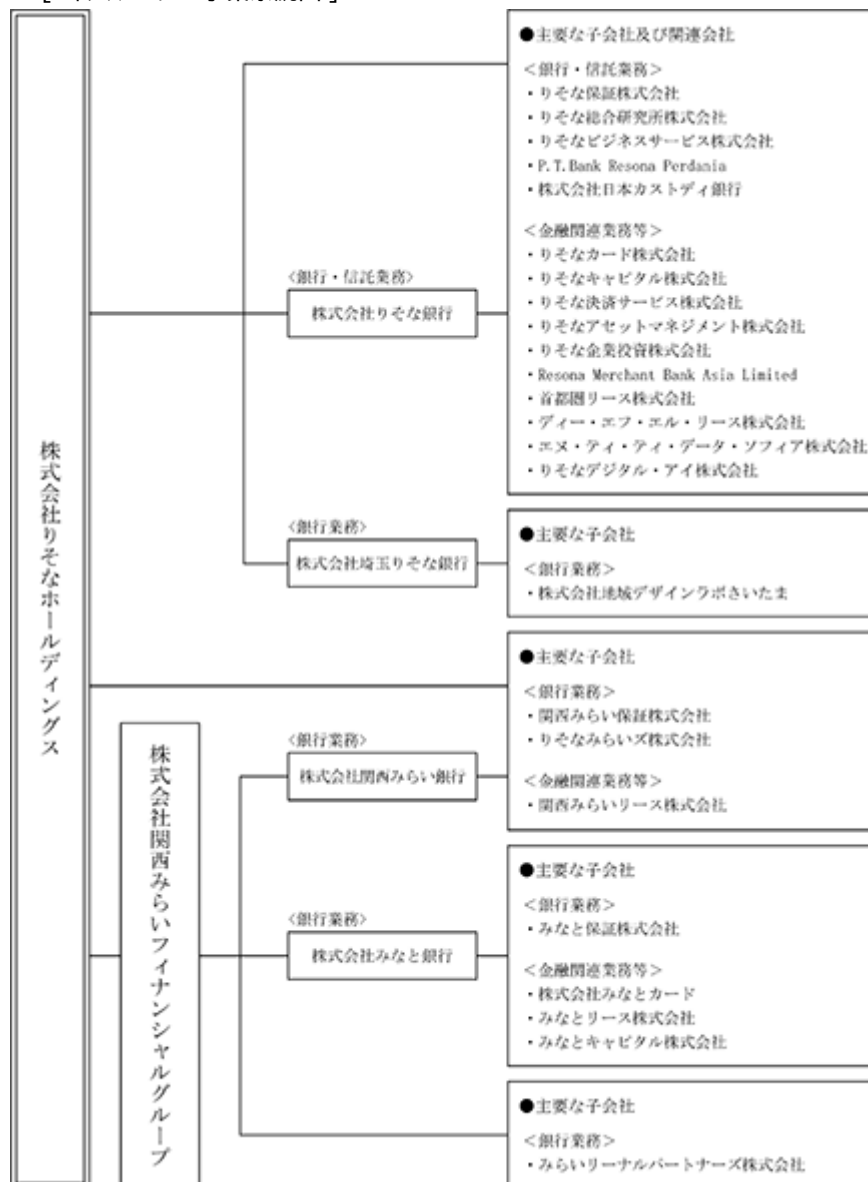 株式会社りそなホールディングス
●主要な子会社及び関連会社
＜銀行・信託業務＞
・りそな保証株式会社
・りそな総合研究所株式会社
・りそなビジネスサービス株式会社
・P.T.Bank Resona Perdania
・株式会社日本カストディ銀行
＜金融関連業務等＞
・りそなカード株式会社
・りそなキャピタル株式会社
・りそな決済サービス株式会社
・りそなアセットマネジメント株式会社
・りそな企業投資株式会社
・Resona Merchant Bank Asia Limited
・首都圏リース株式会社
・ディー・エフ・エル・リース株式会社
・エヌ・ティ・ティ・データ・ソフィア株式会社
・りそなデジタル・アイ株式会社
＜銀行・信託業務＞
株式会社りそな銀行
＜銀行業務＞
株式会社埼玉りそな銀行
●主要な子会社
＜銀行業務＞
・株式会社地域デザインラボさいたま
株式会社関西みらいフィナンシャルグループ
＜銀行業務＞
株式会社関西みらい銀行
●主要な子会社
＜銀行業務＞
・関西みらい保証株式会社
・りそなみらいズ株式会社
＜金融関連業務等＞
・関西みらいリース株式会社
＜銀行業務＞
株式会社みなと銀行
●主要な子会社
＜銀行業務＞
・みなと保証株式会社
＜金融関連業務等＞
・株式会社みなとカード
・みなとリース株式会社
・みなとキャピタル株式会社
●主要な子会社
＜銀行業務＞
・みらいリーナルパートナーズ株式会社